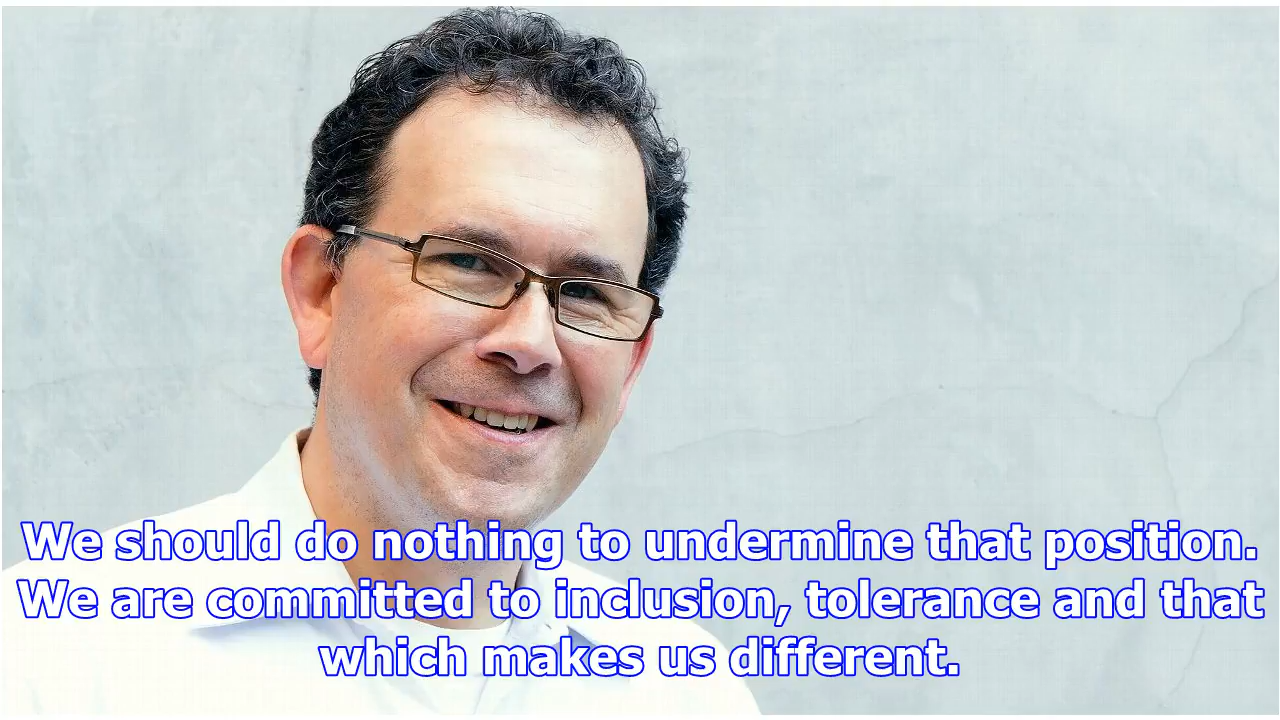 We should do nothing to undermine that position.
We are committed to inclusion, tolerance and that
which makes us different.